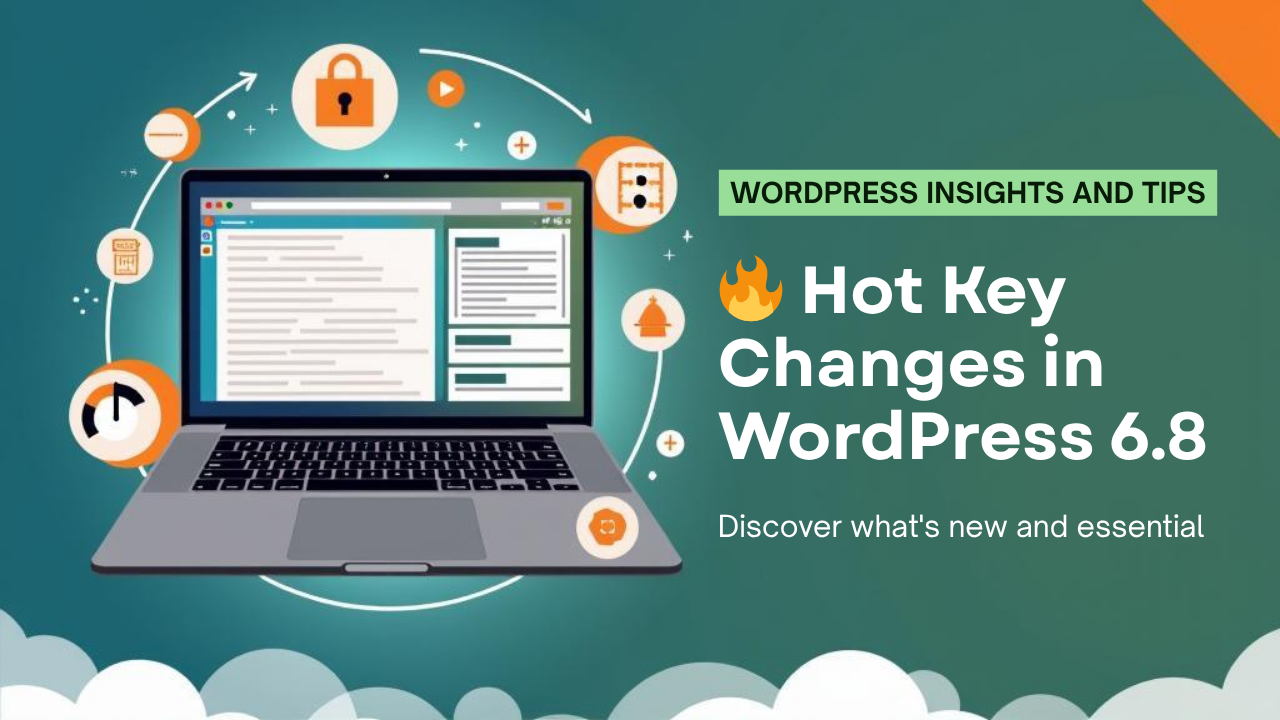 WORDPRESS INSIGHTS AND TIPS
🔥 Hot Key
Changes in
WordPress 6.8
Discover what's new and essential